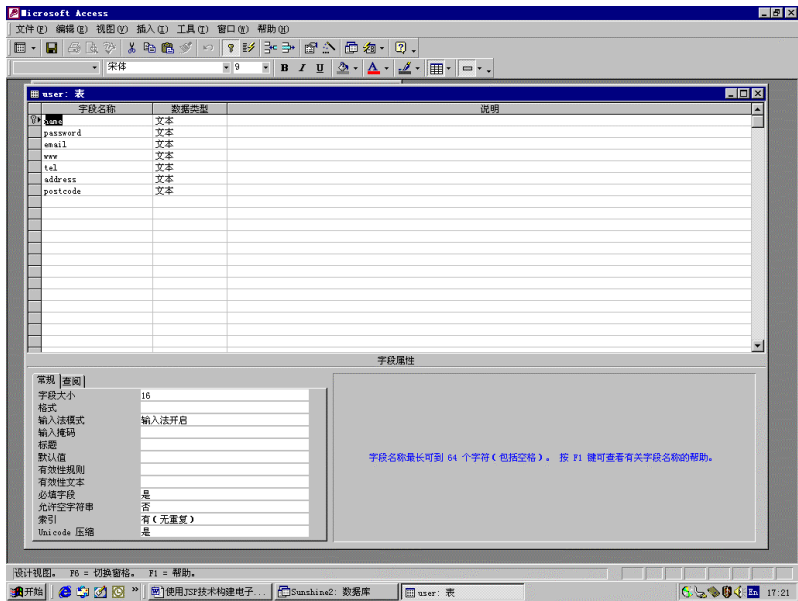 Microsoft Access
文件(F) 编辑(E) 视图(V) 插入(I) 工具(T) 窗口(W) 帮助(H)
宋体 9 B I U A
user: 表
字段名称 数据类型 说明
name 文本
password 文本
email 文本
www 文本
tel 文本
address 文本
postcode 文本
字段属性
常规 查阅
字段大小 16
格式
输入法模式 输入法开启
输入掩码
标题
默认值
有效性规则
有效性文本
必填字段 是
允许空字符串 否
索引 有(无重复)
Unicode 压缩 是
字段名称最长可到 64 个字符(包括空格)。 按 F1 键可查看有关字段名称的帮助。
设计视图。 F6 = 切换窗格。 F1 = 帮助。
开始 使用JSP技术构建电子... Sunshine2: 数据库 user: 表 En 17:21